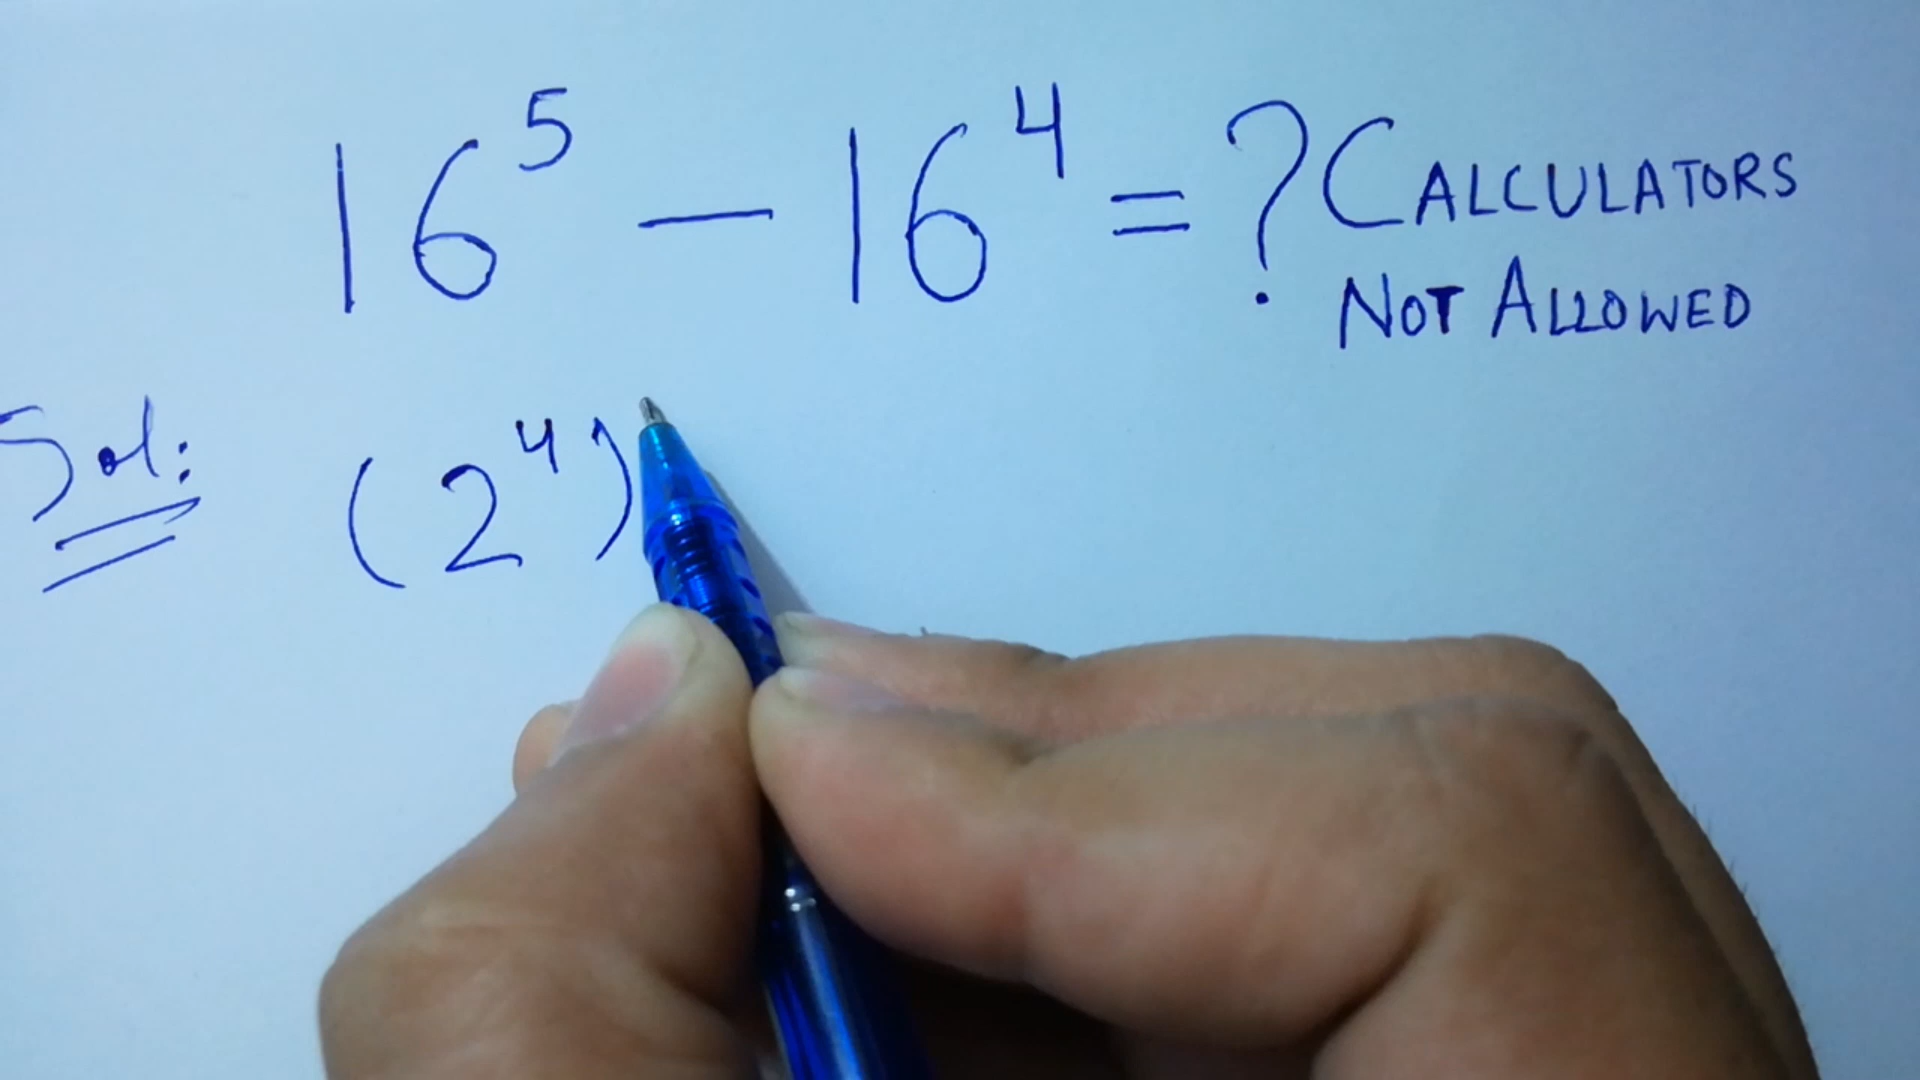 16⁵ − 16⁴ = ? CALCULATORS
NOT ALLOWED
Sol: (2⁴)